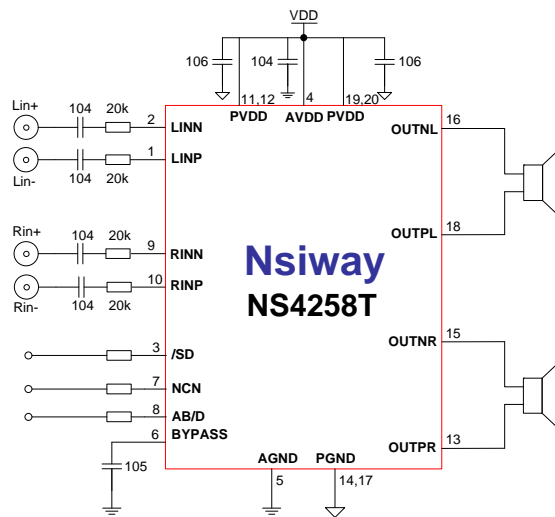 VDD
106
104
106
11,12
4
19,20
PVDD
AVDD
PVDD
Lin+
104
20k
2
LINN
OUTNL
16
1
LINP
Lin-
104
20k
Rin+
104
20k
9
RINN
OUTPL
18
10
RINP
Rin-
104
20k
Nsiway
NS4258T
3
/SD
OUTNR
15
7
NCN
8
AB/D
6
BYPASS
OUTPR
13
105
AGND
PGND
5
14,17